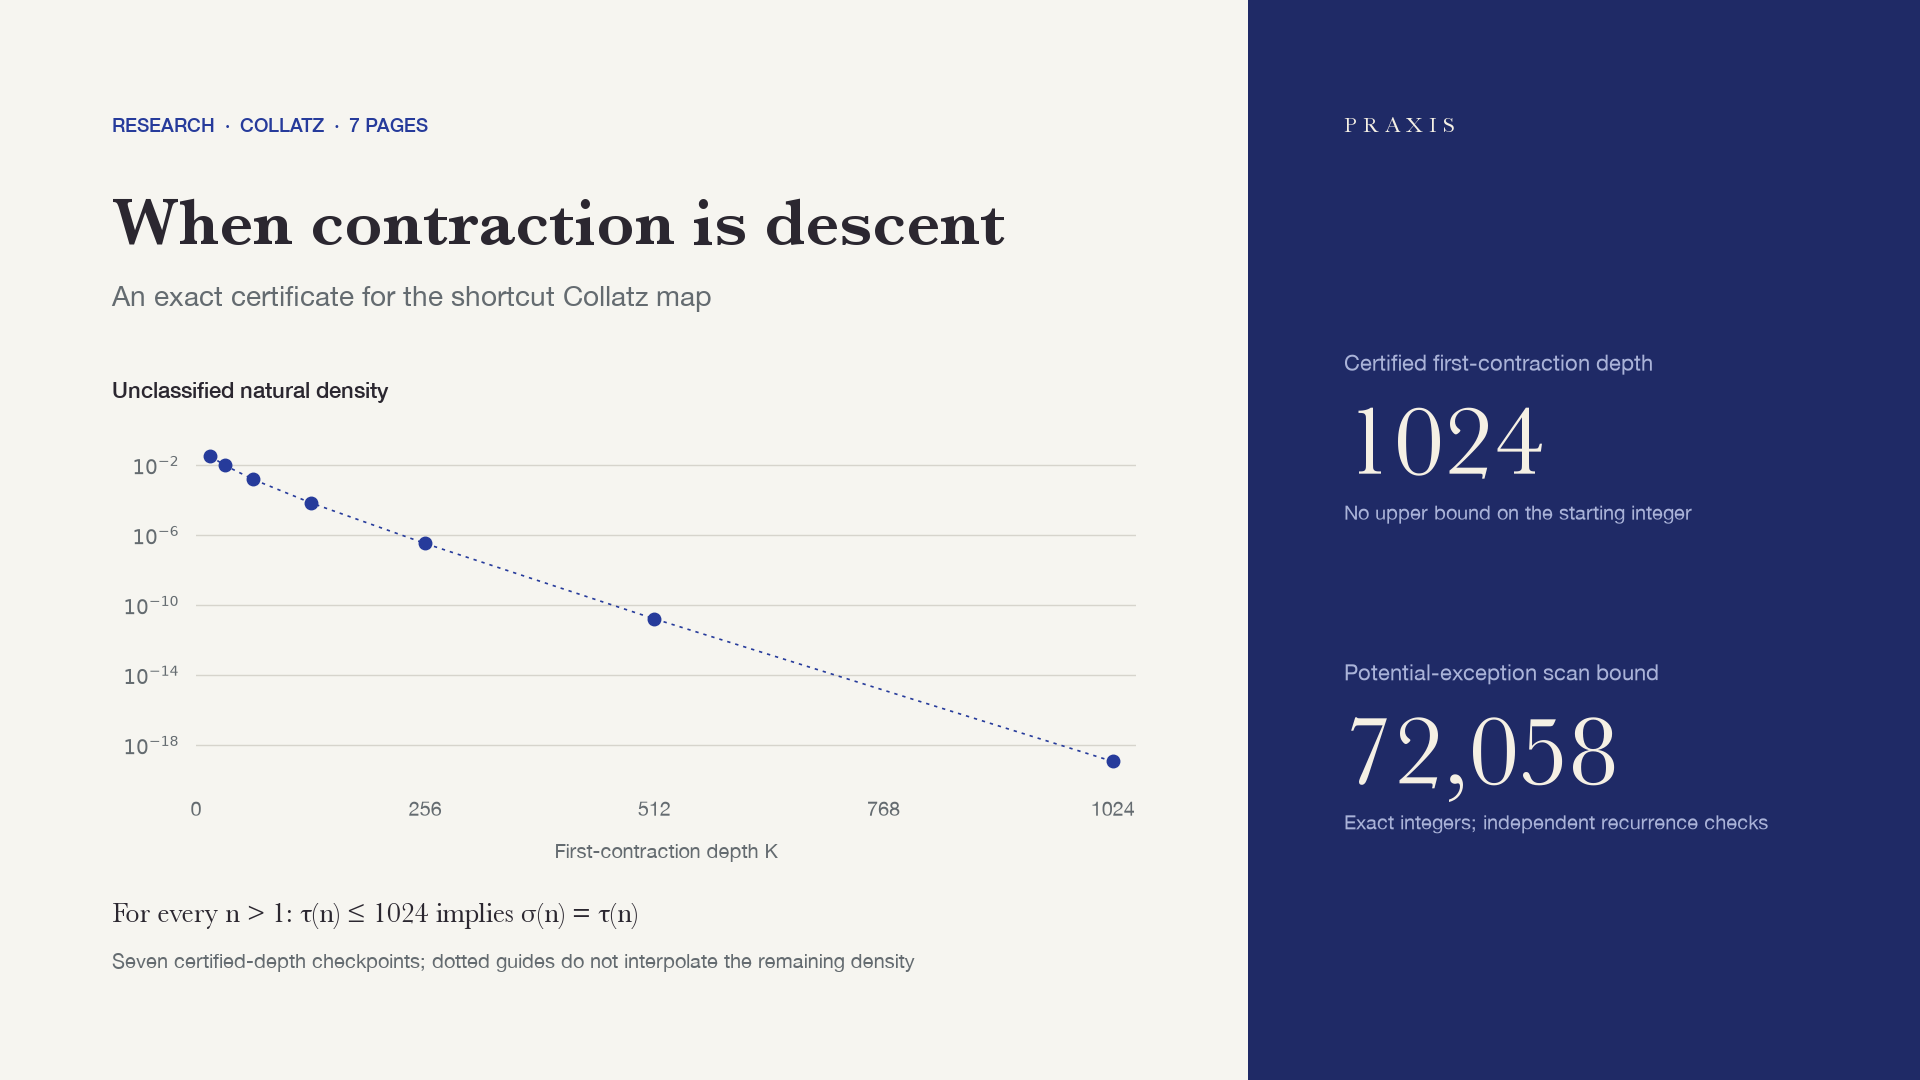 RESEARCH · COLLATZ · 7 PAGES
When contraction is descent
An exact certificate for the shortcut Collatz map
Unclassified natural density
10⁻²
10⁻⁶
10⁻¹⁰
10⁻¹⁴
10⁻¹⁸
0 256 512 768 1024
First-contraction depth K
For every n > 1: τ(n) ≤ 1024 implies σ(n) = τ(n)
Seven certified-depth checkpoints; dotted guides do not interpolate the remaining density
PRAXIS
Certified first-contraction depth
1024
No upper bound on the starting integer
Potential-exception scan bound
72,058
Exact integers; independent recurrence checks